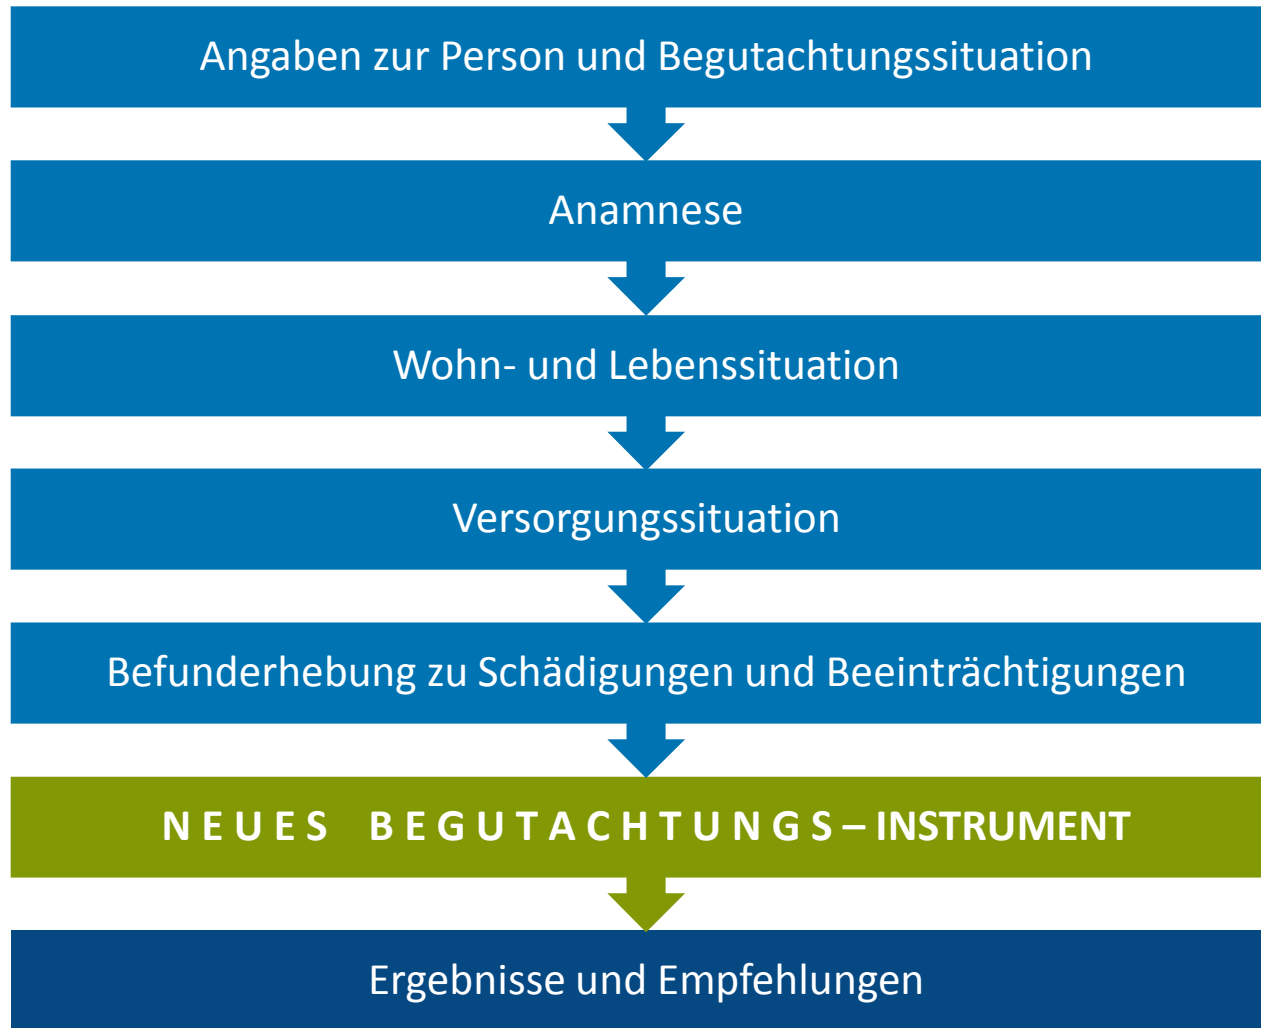 Angaben zur Person und Begutachtungssituation
Anamnese
Wohn- und Lebenssituation
Versorgungssituation
Befunderhebung zu Schädigungen und Beeinträchtigungen
N E U E S B E G U T A C H T U N G S – INSTRUMENT
Ergebnisse und Empfehlungen